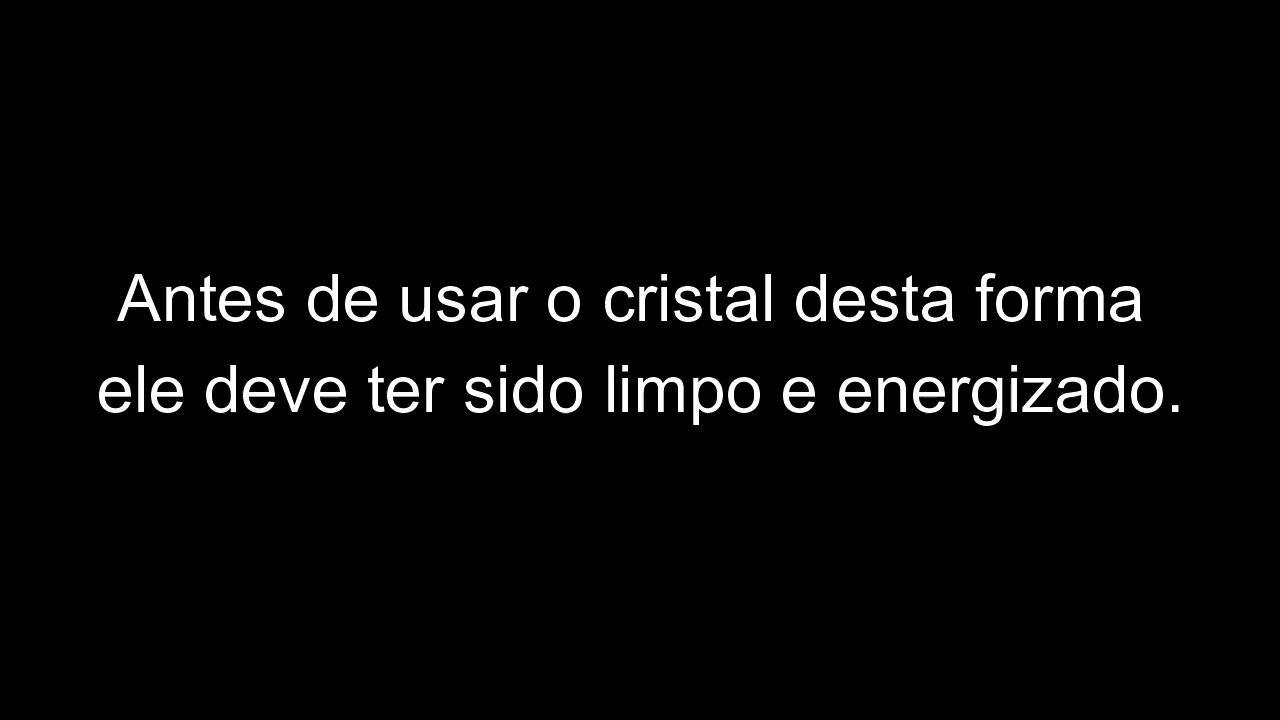 Antes de usar o cristal desta forma
ele deve ter sido limpo e energizado.